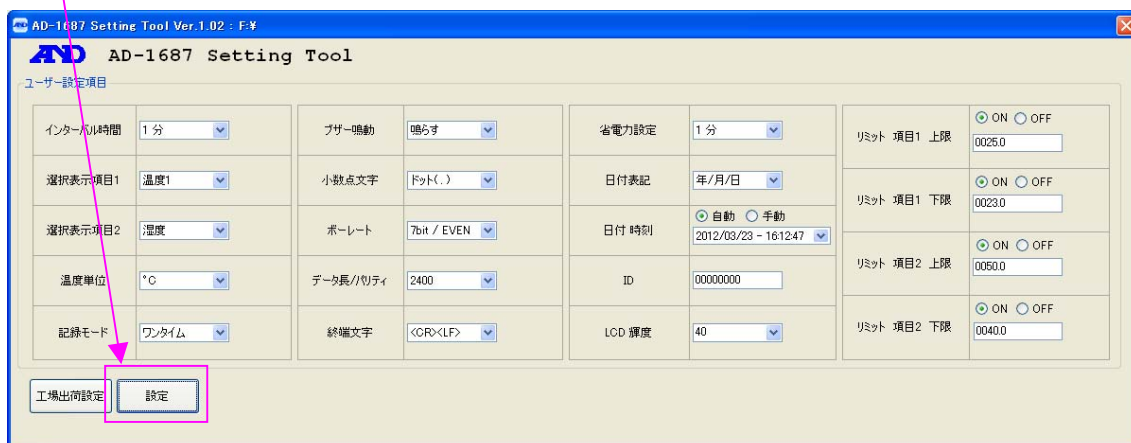 AD-1687 Setting Tool Ver.1.02 : F:¥
AND AD-1687 Setting Tool
ユーザー設定項目
インターバル時間 1 分
選択表示項目1 温度1
選択表示項目2 湿度
温度単位 °C
記録モード ワンタイム
ブザー鳴動 鳴らす
小数点文字 ドット(.)
ボーレート 7bit / EVEN
データ長/パリティ 2400
終端文字 <CR><LF>
省電力設定 1 分
日付表記 年/月/日
日付 時刻 自動 手動
2012/03/23 - 16:12:47
ID 00000000
LCD 輝度 40
リミット 項目1 上限 ON OFF
0025.0
リミット 項目1 下限 ON OFF
0023.0
リミット 項目2 上限 ON OFF
0050.0
リミット 項目2 下限 ON OFF
0040.0
工場出荷設定 設定